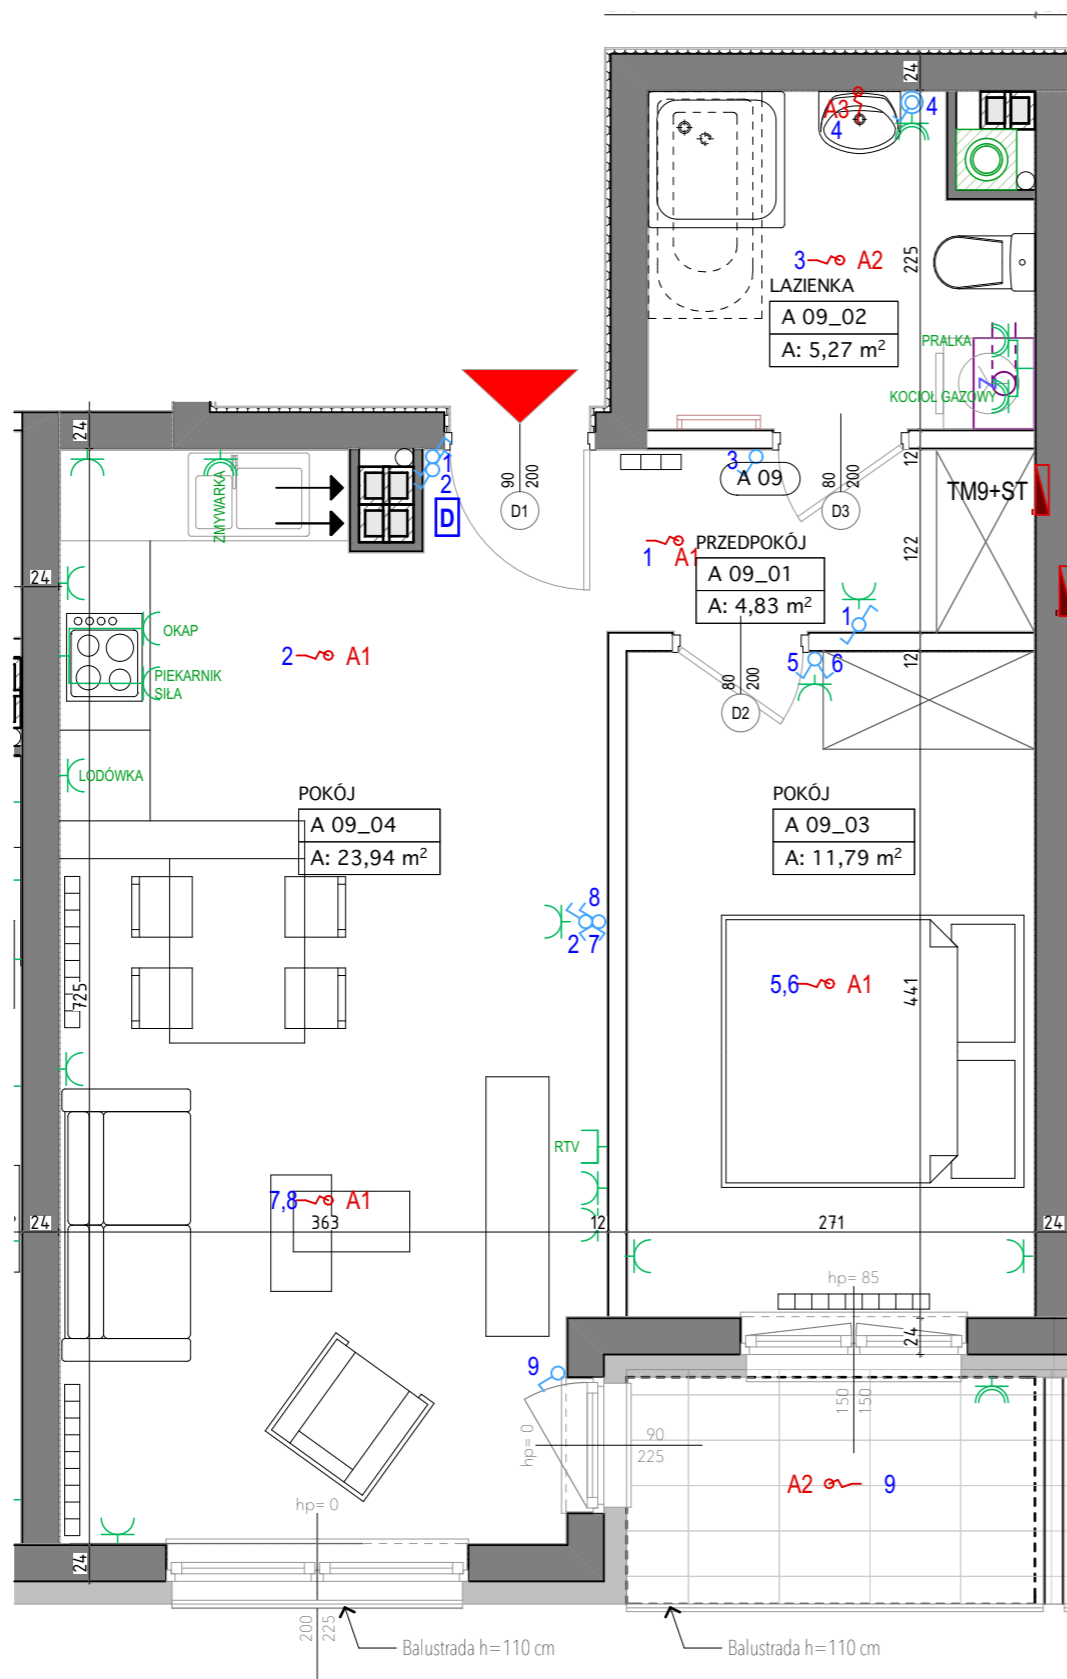 24
A3
4
4
225
3
A2
LAZIENKA
A 09_02
A: 5,27 m²
PRALKA
KOCIOŁ GAZOWY
Z
24
1
2
D
90
200
D1
3
A 09
80
200
D3
12
TM9+ST
ZMYWARKA
1
A1
PRZEDPOKÓJ
A 09_01
A: 4,83 m²
122
24
OKAP
PIEKARNIK
SIŁA
2
A1
1
5
6
12
80
200
D2
LODÓWKA
POKÓJ
A 09_04
A: 23,94 m²
POKÓJ
A 09_03
A: 11,79 m²
8
2
7
725
5,6
A1
441
RTV
7,8
A1
24
363
12
271
24
hp= 85
24
9
150
150
hp= 0
90
225
A2
9
hp= 0
24
200
225
Balustrada h=110 cm
Balustrada h=110 cm